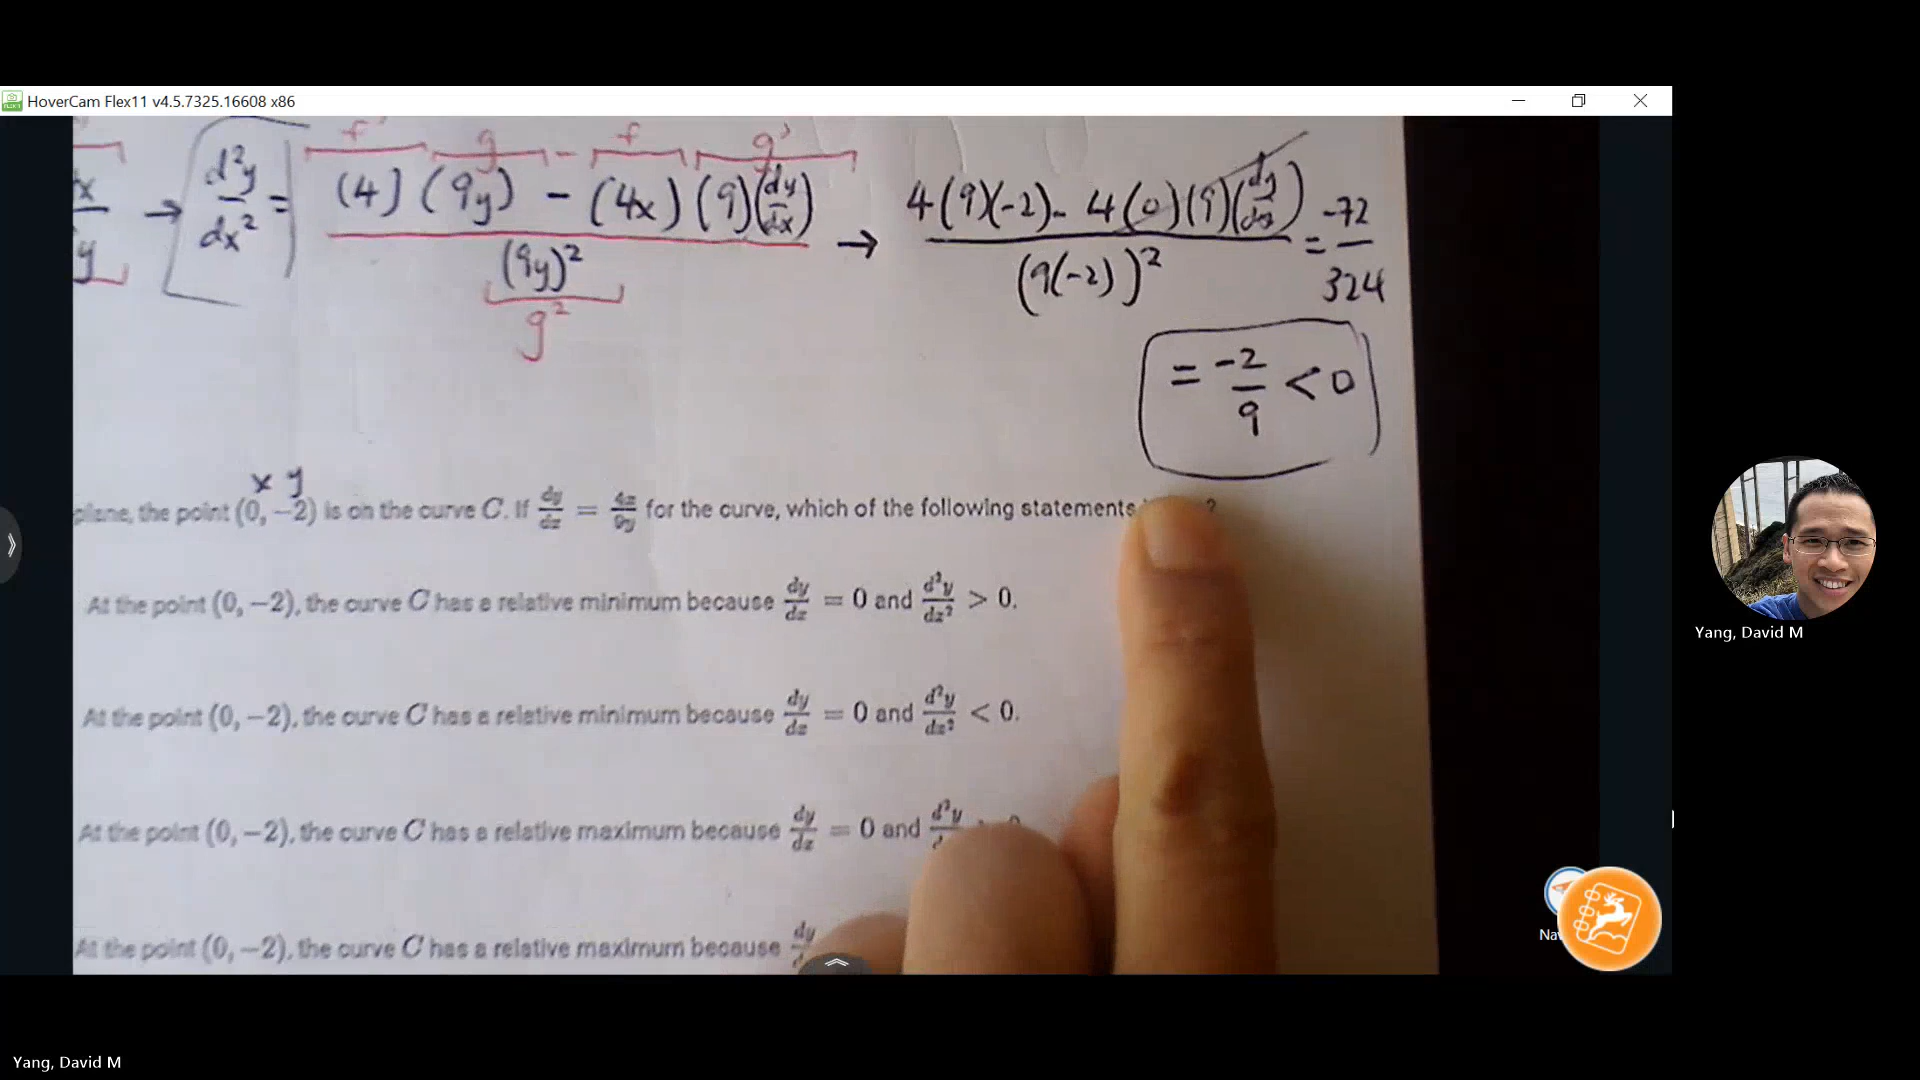 HoverCam Flex11 v4.5.7325.16608 x86
f' g - f g'
x/y → d²y/dx² = (4)(9y) - (4x)(9)(dy/dx) / (9y)² → 4(9)(-2) - 4(0)(9)(dy/dx) / (9(-2))² = -72/324
g²
= -2/9 < 0
x y
plane, the point (0, −2) is on the curve C. If dy/dx = 4x/9y for the curve, which of the following statements ?
At the point (0, −2), the curve C has a relative minimum because dy/dx = 0 and d²y/dx² > 0.
At the point (0, −2), the curve C has a relative minimum because dy/dx = 0 and d²y/dx² < 0.
At the point (0, −2), the curve C has a relative maximum because dy/dx = 0 and d²y
At the point (0, −2), the curve C has a relative maximum because dy
Yang, David M
Nav
Yang, David M